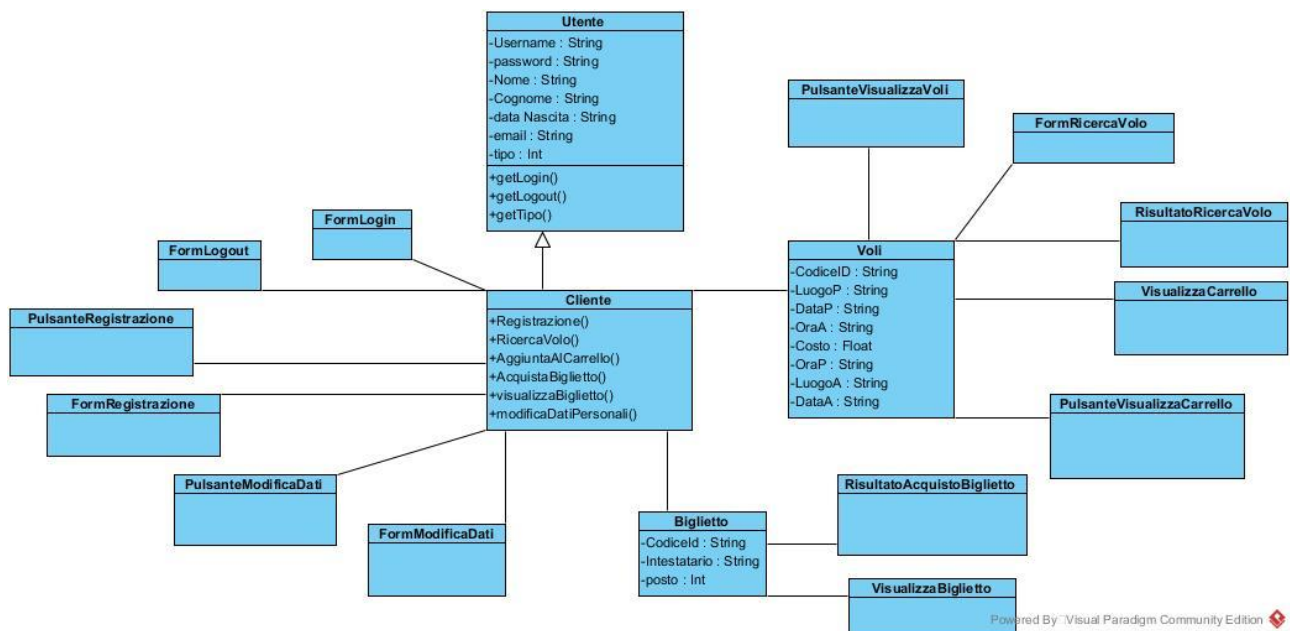 Utente
-Username : String
-password : String
-Nome : String
-Cognome : String
-data Nascita : String
-email : String
-tipo : Int
+getLogin()
+getLogout()
+getTipo()
PulsanteVisualizzaVoli
FormRicercaVolo
FormLogin
FormLogout
RisultatoRicercaVolo
Voli
-CodiceID : String
-LuogoP : String
-DataP : String
-OraA : String
-Costo : Float
-OraP : String
-LuogoA : String
-DataA : String
VisualizzaCarrello
Cliente
+Registrazione()
+RicercaVolo()
+AggiuntaAlCarrello()
+AcquistaBiglietto()
+visualizzaBiglietto()
+modificaDatiPersonali()
PulsanteRegistrazione
FormRegistrazione
PulsanteVisualizzaCarrello
PulsanteModificaDati
FormModificaDati
RisultatoAcquistoBiglietto
Biglietto
-CodiceId : String
-Intestatario : String
-posto : Int
VisualizzaBiglietto
Powered By Visual Paradigm Community Edition